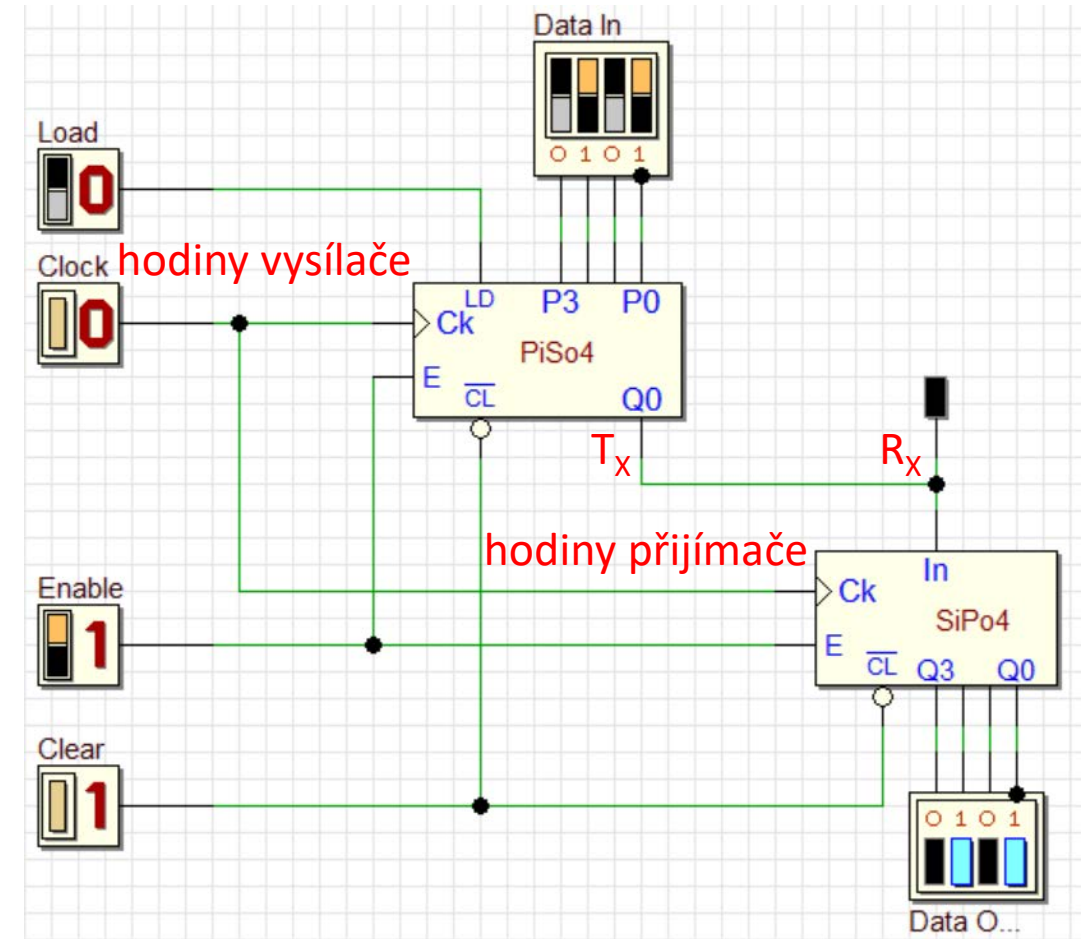 Data In
0 1 0 1
Load
0
Clock hodiny vysílače
0
LD P3 P0
Ck
PiSo4
E CL Q0
TX RX
hodiny přijímače
In
Ck
SiPo4
E CL Q3 Q0
Enable
1
Clear
1
0 1 0 1
Data O...